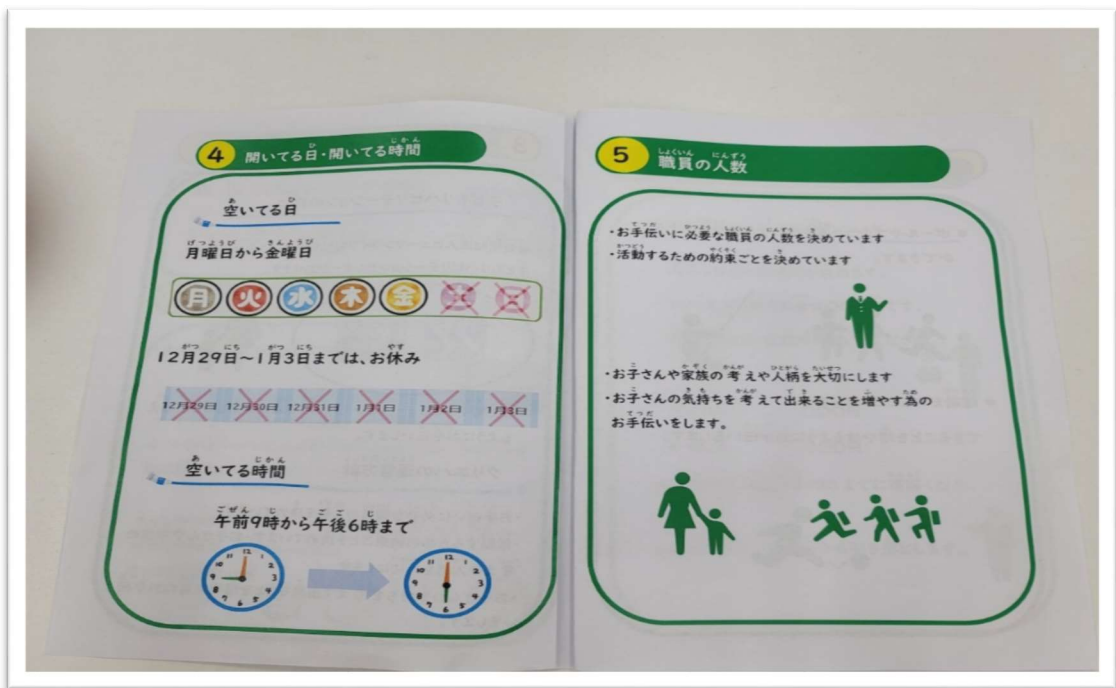 4 開いてる日・開いてる時間
空いてる日
月曜日から金曜日
月 火 水 木 金 土 日
12月29日～1月3日までは、お休み
12月29日 12月30日 12月31日 1月1日 1月2日 1月3日
空いてる時間
午前9時から午後6時まで
5 職員の人数
・お手伝いに必要な職員の人数を決めています
・活動するための約束ごとを決めています
・お子さんや家族の考えや人柄を大切にします
・お子さんの気持ちを考えて出来ることを増やす為の
お手伝いをします。